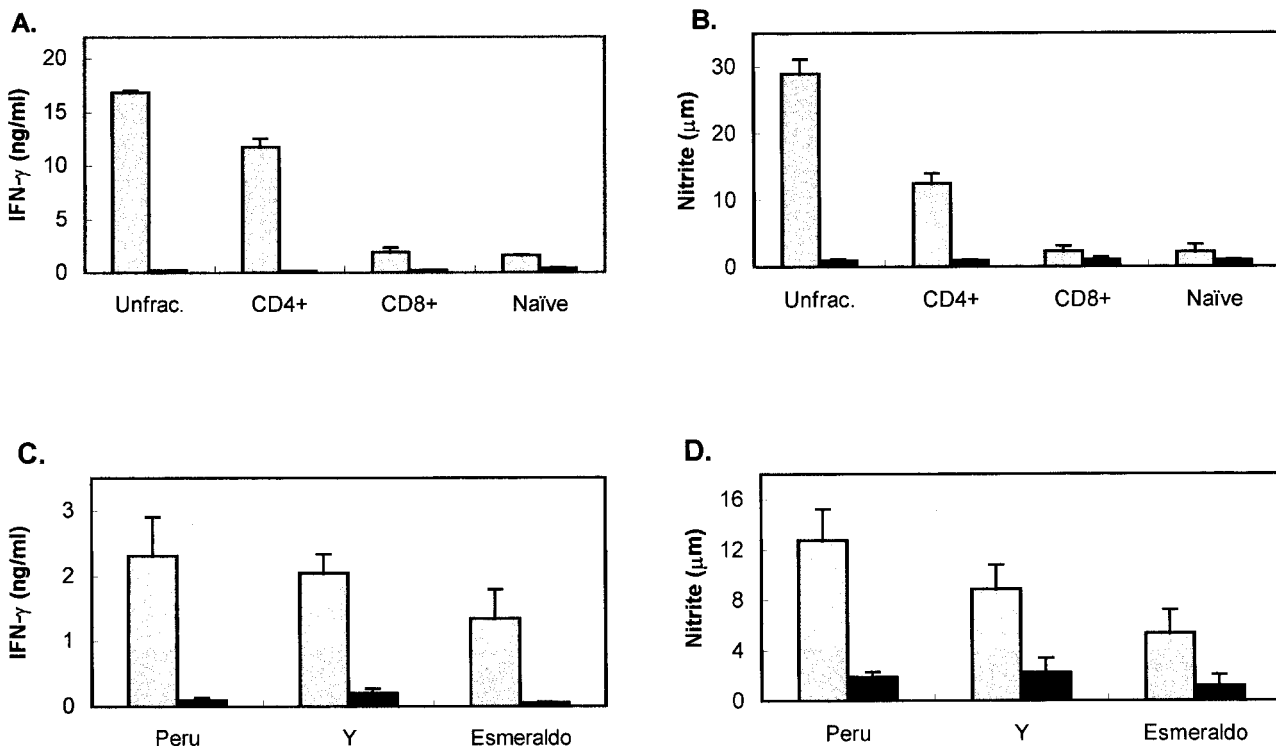 A.
IFN-γ (ng/ml)
20
15
10
5
0
Unfrac.
CD4+
CD8+
Naïve
B.
Nitrite (μm)
30
20
10
0
Unfrac.
CD4+
CD8+
Naïve
C.
IFN-γ (ng/ml)
3
2
1
0
Peru
Y
Esmeraldo
D.
Nitrite (μm)
16
12
8
4
0
Peru
Y
Esmeraldo